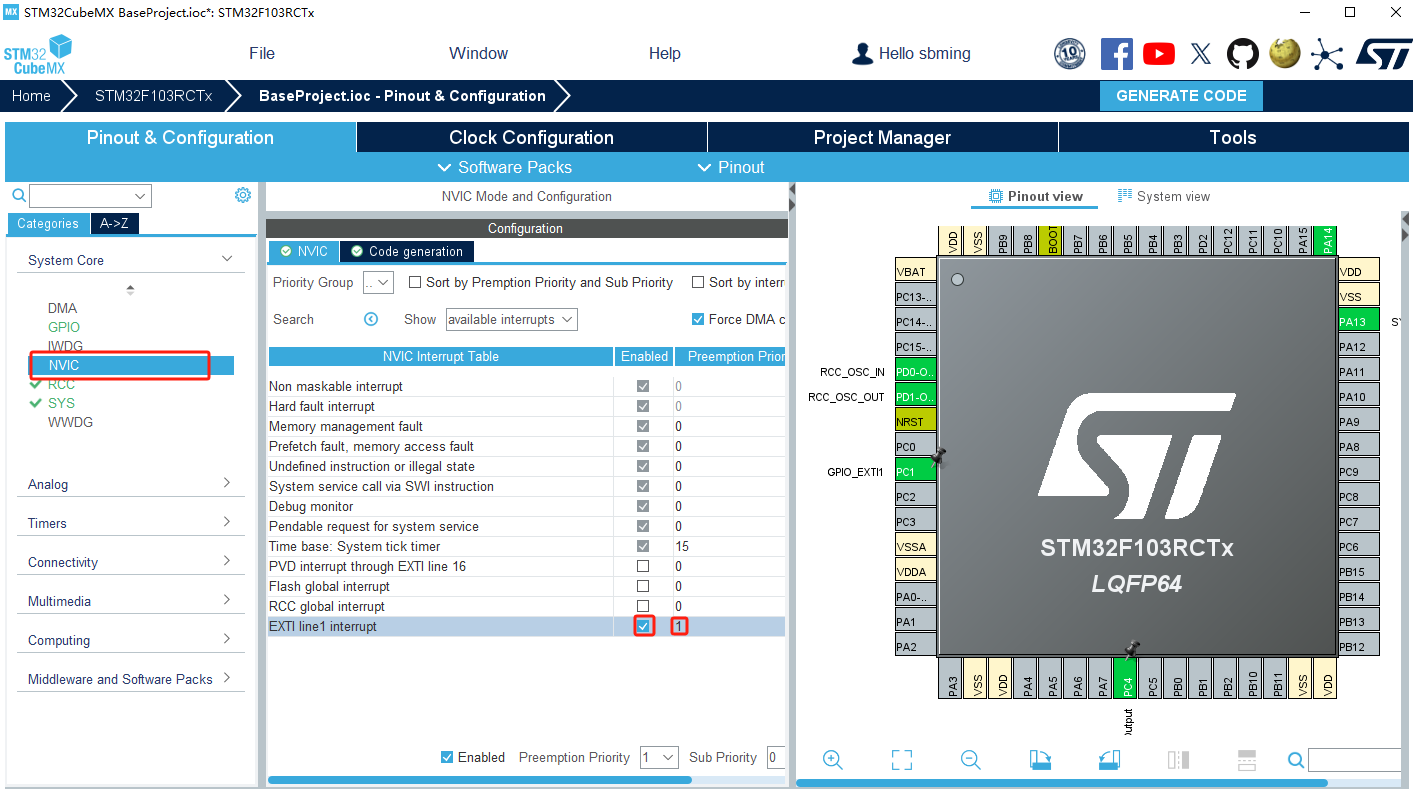 STM32CubeMX BaseProject.ioc*: STM32F103RCTx
STM32 CubeMX File Window Help Hello sbming 10
Home STM32F103RCTx BaseProject.ioc - Pinout & Configuration GENERATE CODE
Pinout & Configuration Clock Configuration Project Manager Tools
Software Packs Pinout
NVIC Mode and Configuration
Pinout view System view
Categories A->Z
Configuration
NVIC Code generation
System Core
DMA
GPIO
IWDG
NVIC
RCC
SYS
WWDG
Analog
Timers
Connectivity
Multimedia
Computing
Middleware and Software Packs
Priority Group .. Sort by Premption Priority and Sub Priority Sort by interr
Search Show available interrupts Force DMA c
NVIC Interrupt Table Enabled Preemption Prior
Non maskable interrupt 0
Hard fault interrupt 0
Memory management fault 0
Prefetch fault, memory access fault 0
Undefined instruction or illegal state 0
System service call via SWI instruction 0
Debug monitor 0
Pendable request for system service 0
Time base: System tick timer 15
PVD interrupt through EXTI line 16 0
Flash global interrupt 0
RCC global interrupt 0
EXTI line1 interrupt 1
Enabled Preemption Priority 1 Sub Priority 0
VDD VSS PB9 PB8 BOOT PB7 PB6 PB5 PB4 PB3 PD2 PC12 PC11 PC10 PA15 PA14
VBAT
PC13-..
PC14-..
PC15-..
RCC_OSC_IN PD0-O..
RCC_OSC_OUT PD1-O..
NRST
PC0
GPIO_EXTI1 PC1
PC2
PC3
VSSA
VDDA
PA0-..
PA1
PA2
STM32F103RCTx
LQFP64
VDD
VSS
PA13 SY
PA12
PA11
PA10
PA9
PA8
PC9
PC8
PC7
PC6
PB15
PB14
PB13
PB12
PA3 VSS VDD PA4 PA5 PA6 PA7 PC4 PC5 PB0 PB1 PB2 PB10 PB11 VSS VDD
utput